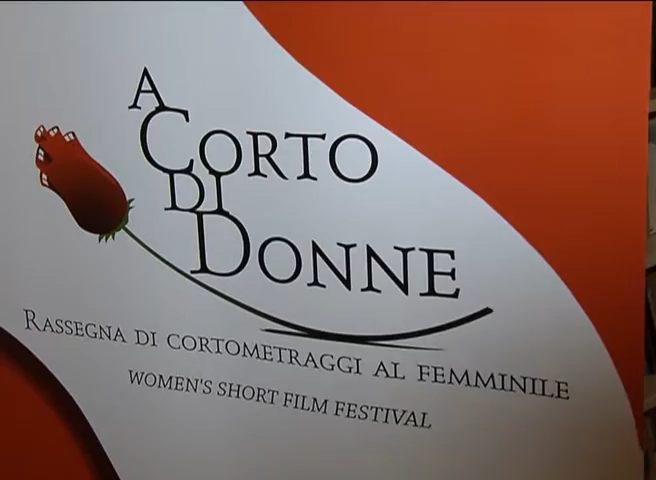 A
CORTO
DI
DONNE
RASSEGNA DI CORTOMETRAGGI AL FEMMINILE
WOMEN'S SHORT FILM FESTIVAL